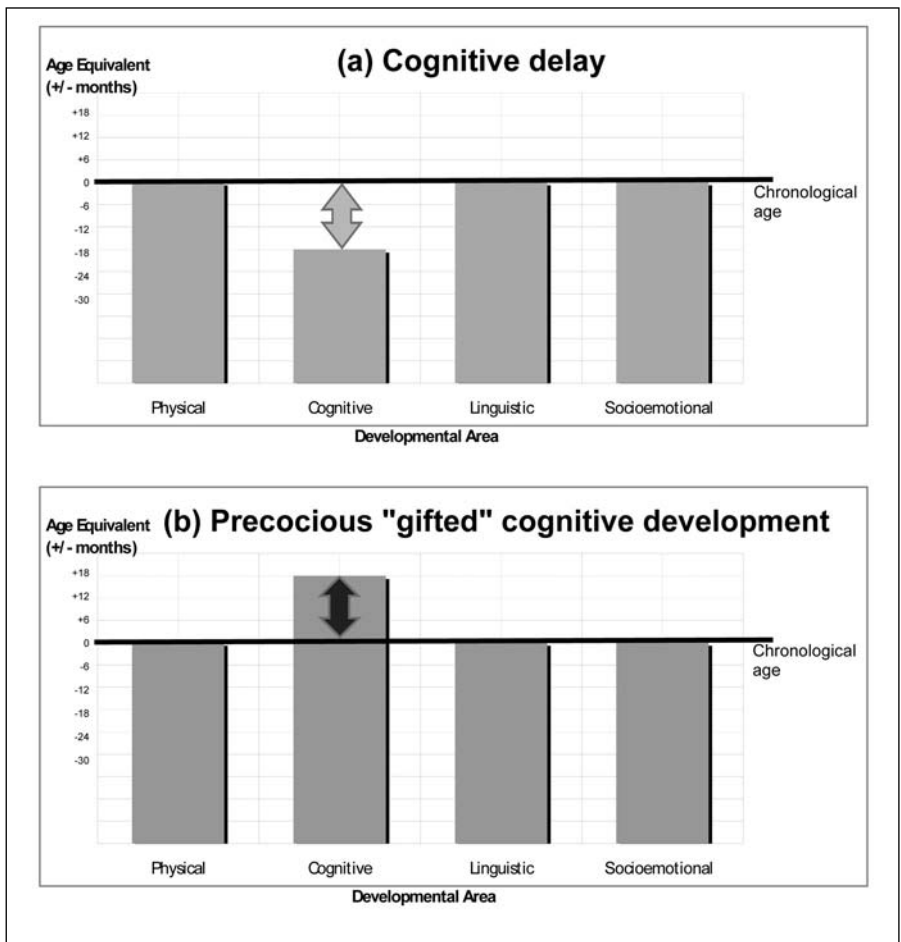 (a) Cognitive delay
Age Equivalent
(+/- months)
+18
+12
+6
0
-6
-12
-18
-24
-30
Chronological
age
Physical Cognitive Linguistic Socioemotional
Developmental Area
(b) Precocious "gifted" cognitive development
Age Equivalent
(+/- months)
+18
+12
+6
0
-6
-12
-18
-24
-30
Chronological
age
Physical Cognitive Linguistic Socioemotional
Developmental Area